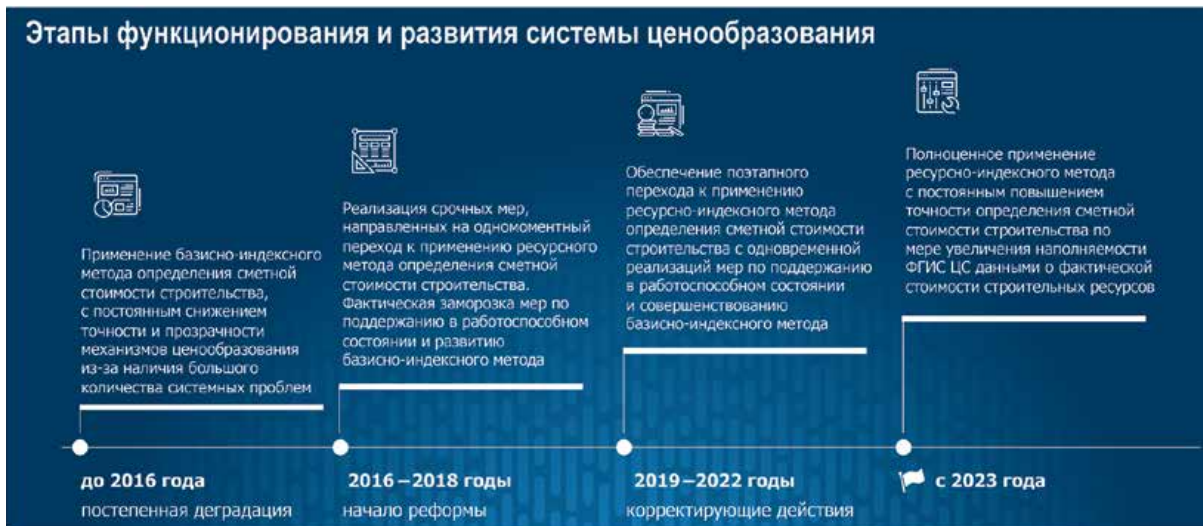 Этапы функционирования и развития системы ценообразования
Применение базисно-индексного
метода определения сметной
стоимости строительства,
с постоянным снижением
точности и прозрачности
механизмов ценообразования
из-за наличия большого
количества системных проблем
до 2016 года
постепенная деградация
Реализация срочных мер,
направленных на одномоментный
переход к применению ресурсного
метода определения сметной
стоимости строительства.
Фактическая заморозка мер по
поддержанию в работоспособном
состоянии и развитию
базисно-индексного метода
2016–2018 годы
начало реформы
Обеспечение поэтапного
перехода к применению
ресурсно-индексного метода
определения сметной стоимости
строительства с одновременной
реализаций мер по поддержанию
в работоспособном состоянии
и совершенствованию
базисно-индексного метода
2019–2022 годы
корректирующие действия
Полноценное применение
ресурсно-индексного метода
с постоянным повышением
точности определения сметной
стоимости строительства по
мере увеличения наполняемости
ФГИС ЦС данными о фактической
стоимости строительных ресурсов
с 2023 года